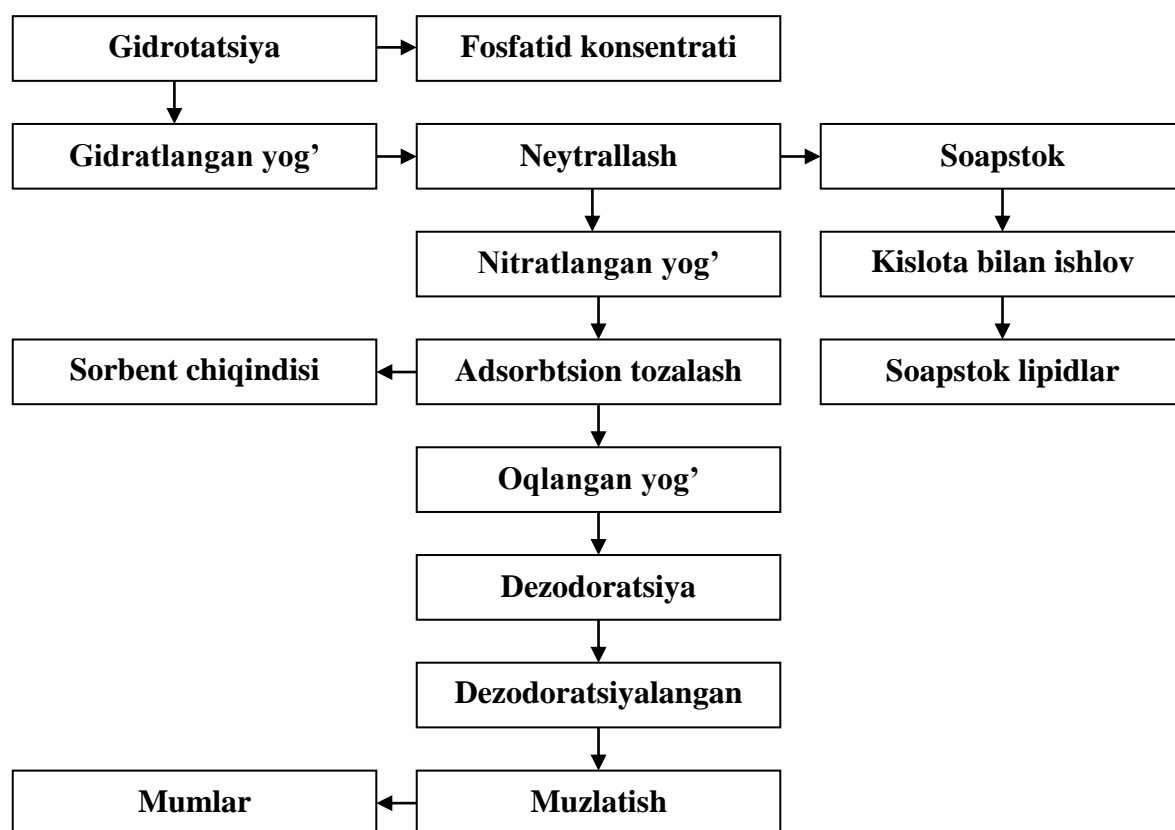 Gidrotatsiya
Fosfatid konsentrati
Gidratlangan yog’
Neytrallash
Soapstok
Nitratlangan yog’
Kislota bilan ishlov
Sorbent chiqindisi
Adsorbtsion tozalash
Soapstok lipidlar
Oqlangan yog’
Dezodoratsiya
Dezodoratsiyalangan
Mumlar
Muzlatish